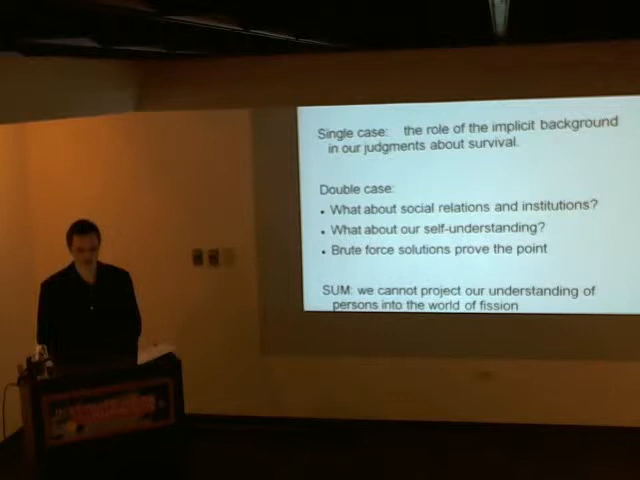 Single case: the role of the implicit background
in our judgments about survival.
Double case:
• What about social relations and institutions?
• What about our self-understanding?
• Brute force solutions prove the point
SUM: we cannot project our understanding of
persons into the world of fission